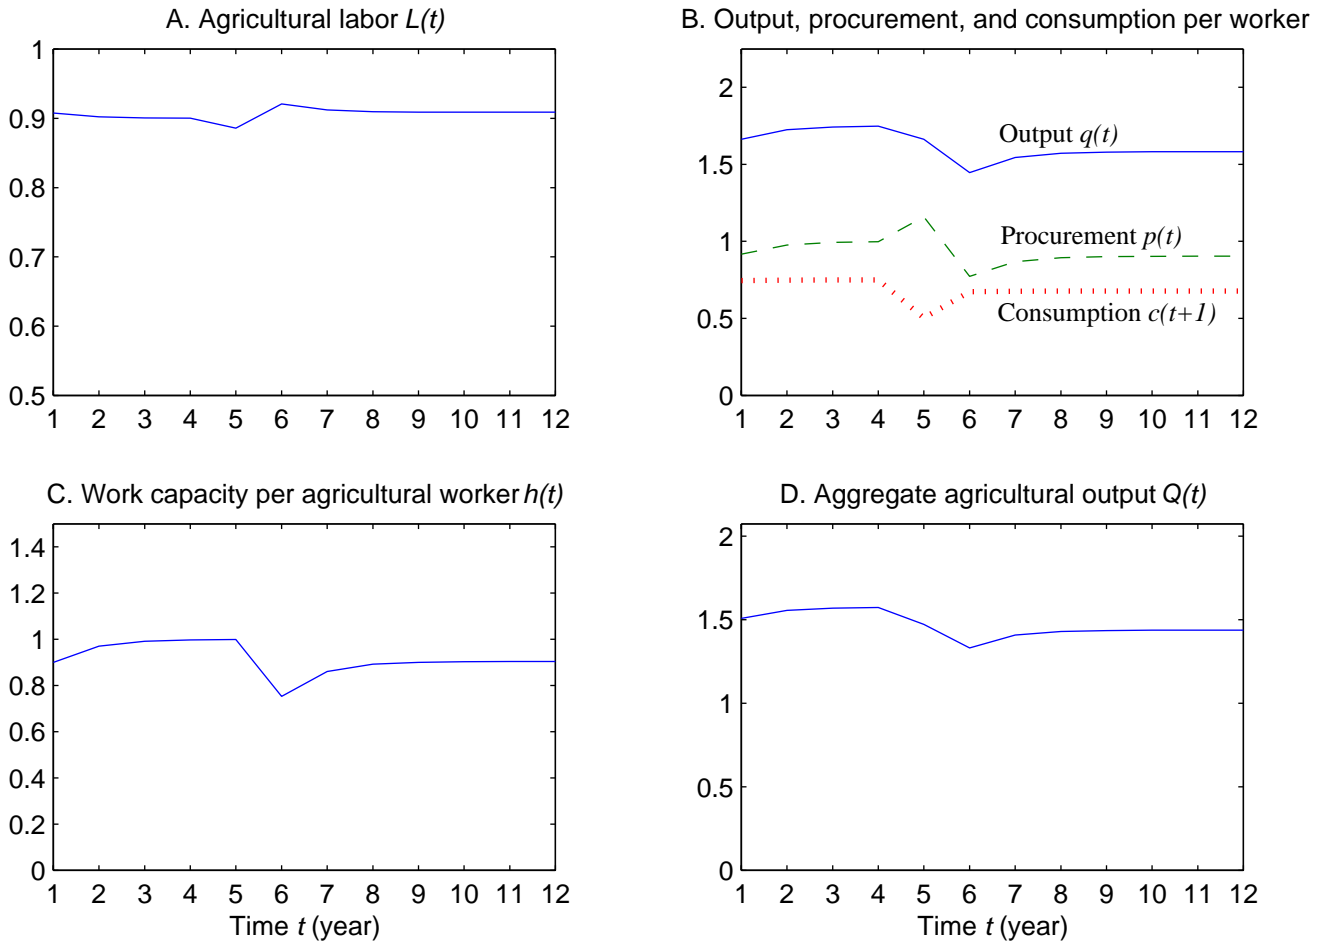 A. Agricultural labor L(t)
1
0.9
0.8
0.7
0.6
0.5
1 2 3 4 5 6 7 8 9 10 11 12
B. Output, procurement, and consumption per worker
2
1.5
1
0.5
0
Output q(t)
Procurement p(t)
Consumption c(t+1)
1 2 3 4 5 6 7 8 9 10 11 12
C. Work capacity per agricultural worker h(t)
1.4
1.2
1
0.8
0.6
0.4
0.2
0
1 2 3 4 5 6 7 8 9 10 11 12
Time t (year)
D. Aggregate agricultural output Q(t)
2
1.5
1
0.5
0
1 2 3 4 5 6 7 8 9 10 11 12
Time t (year)